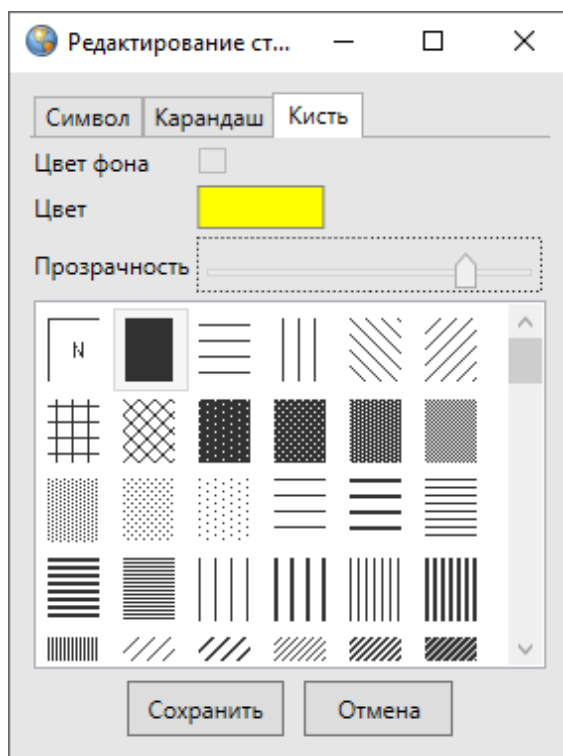 Редактирование ст...
Символ Карандаш Кисть
Цвет фона
Цвет
Прозрачность
N
Сохранить Отмена